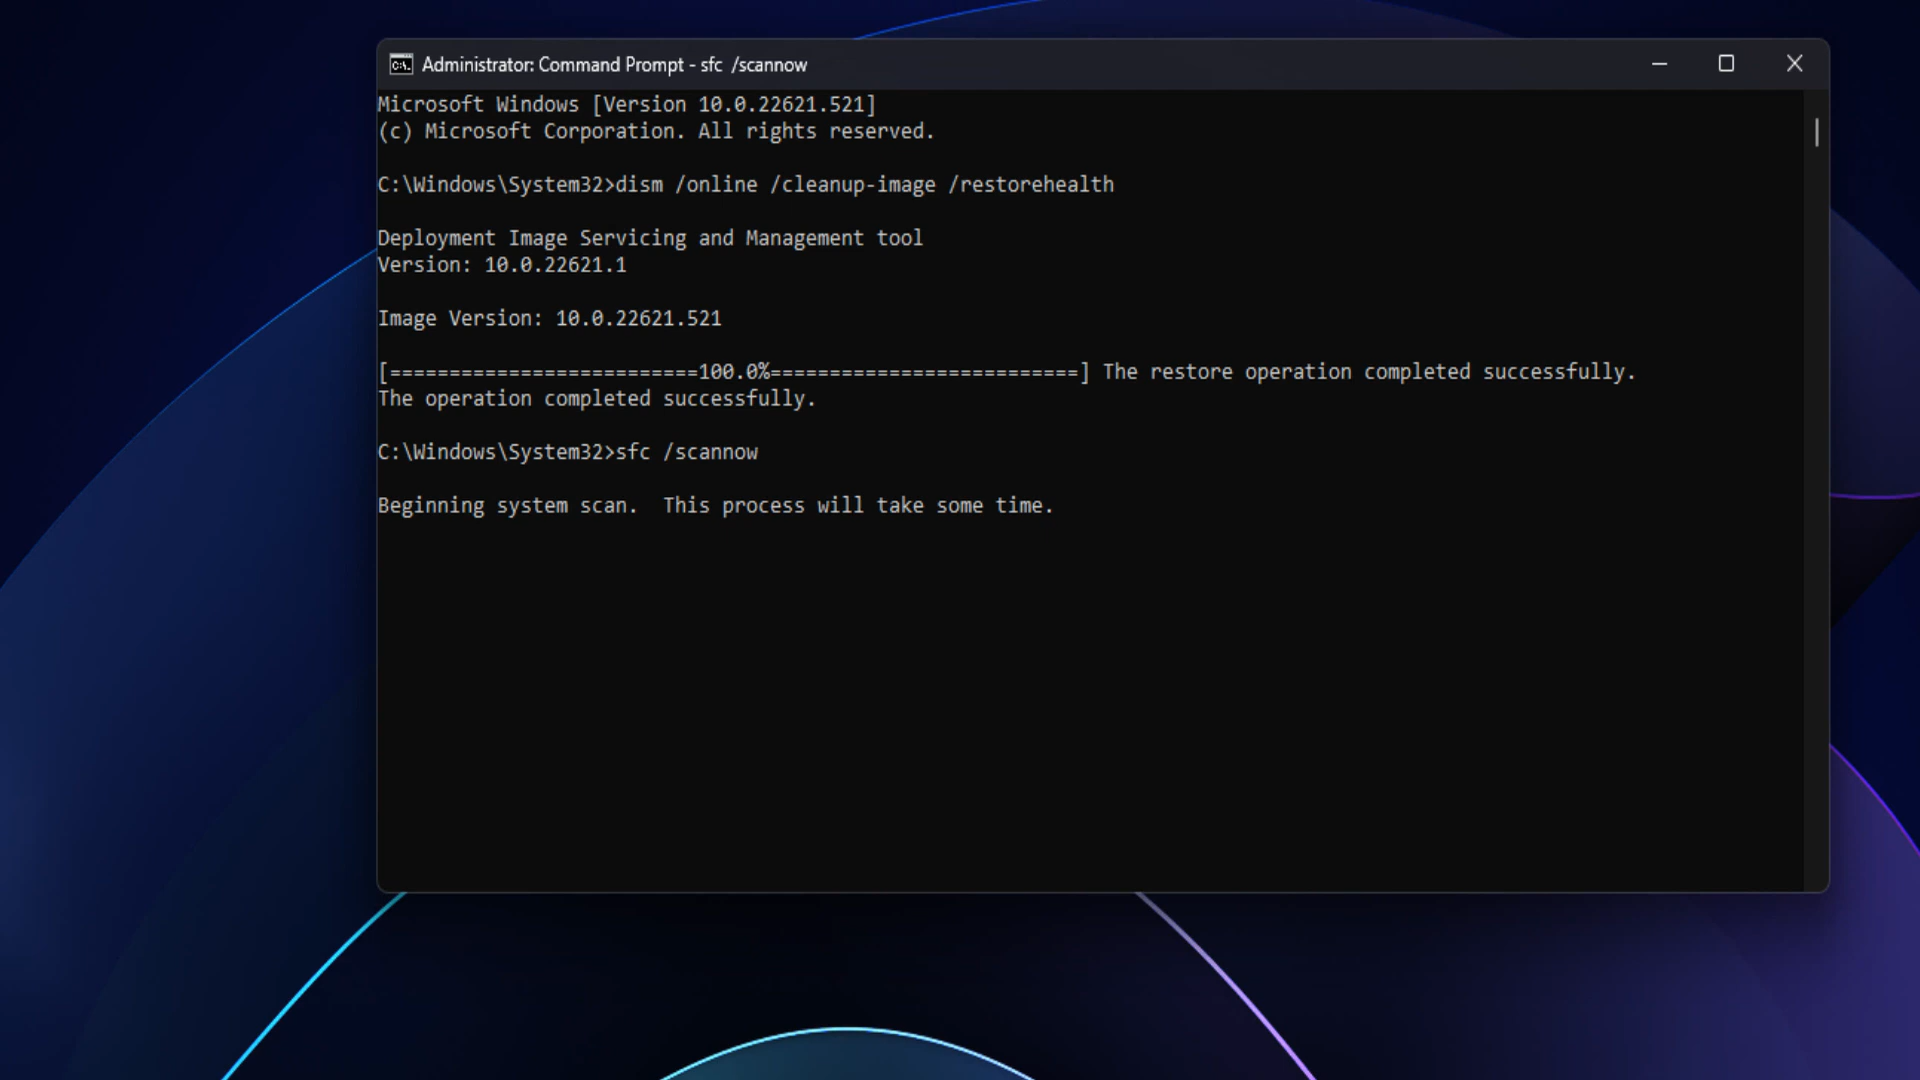 Administrator: Command Prompt - sfc  /scannow
Microsoft Windows [Version 10.0.22621.521]
(c) Microsoft Corporation. All rights reserved.
C:\Windows\System32>dism /online /cleanup-image /restorehealth
Deployment Image Servicing and Management tool
Version: 10.0.22621.1
Image Version: 10.0.22621.521
[==========================100.0%==========================] The restore operation completed successfully.
The operation completed successfully.
C:\Windows\System32>sfc /scannow
Beginning system scan.  This process will take some time.